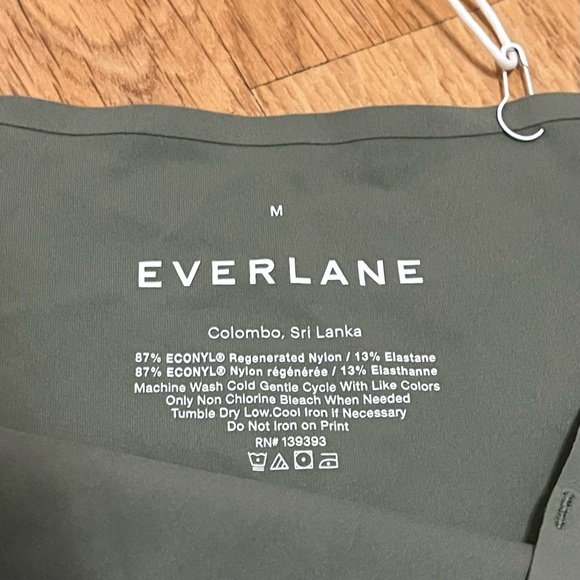 M
EVERLANE
Colombo, Sri Lanka
87% ECONYL® Regenerated Nylon / 13% Elastane
87% ECONYL® Nylon régénérée / 13% Elasthanne
Machine Wash Cold Gentle Cycle With Like Colors
Only Non Chlorine Bleach When Needed
Tumble Dry Low.Cool Iron if Necessary
Do Not Iron on Print
RN# 139393